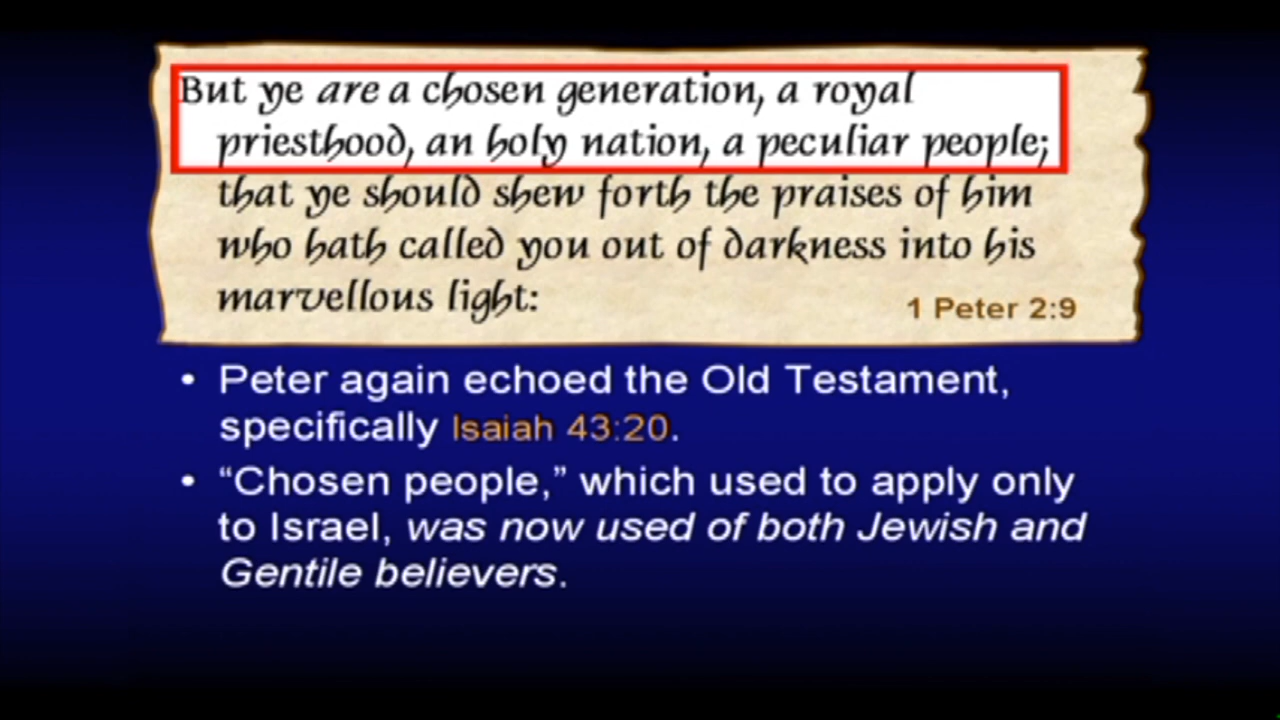 But ye are a chosen generation, a royal
priesthood, an holy nation, a peculiar people;
that ye should shew forth the praises of him
who hath called you out of darkness into his
marvellous light:
1 Peter 2:9
• Peter again echoed the Old Testament,
specifically Isaiah 43:20.
• “Chosen people,” which used to apply only
to Israel, was now used of both Jewish and
Gentile believers.